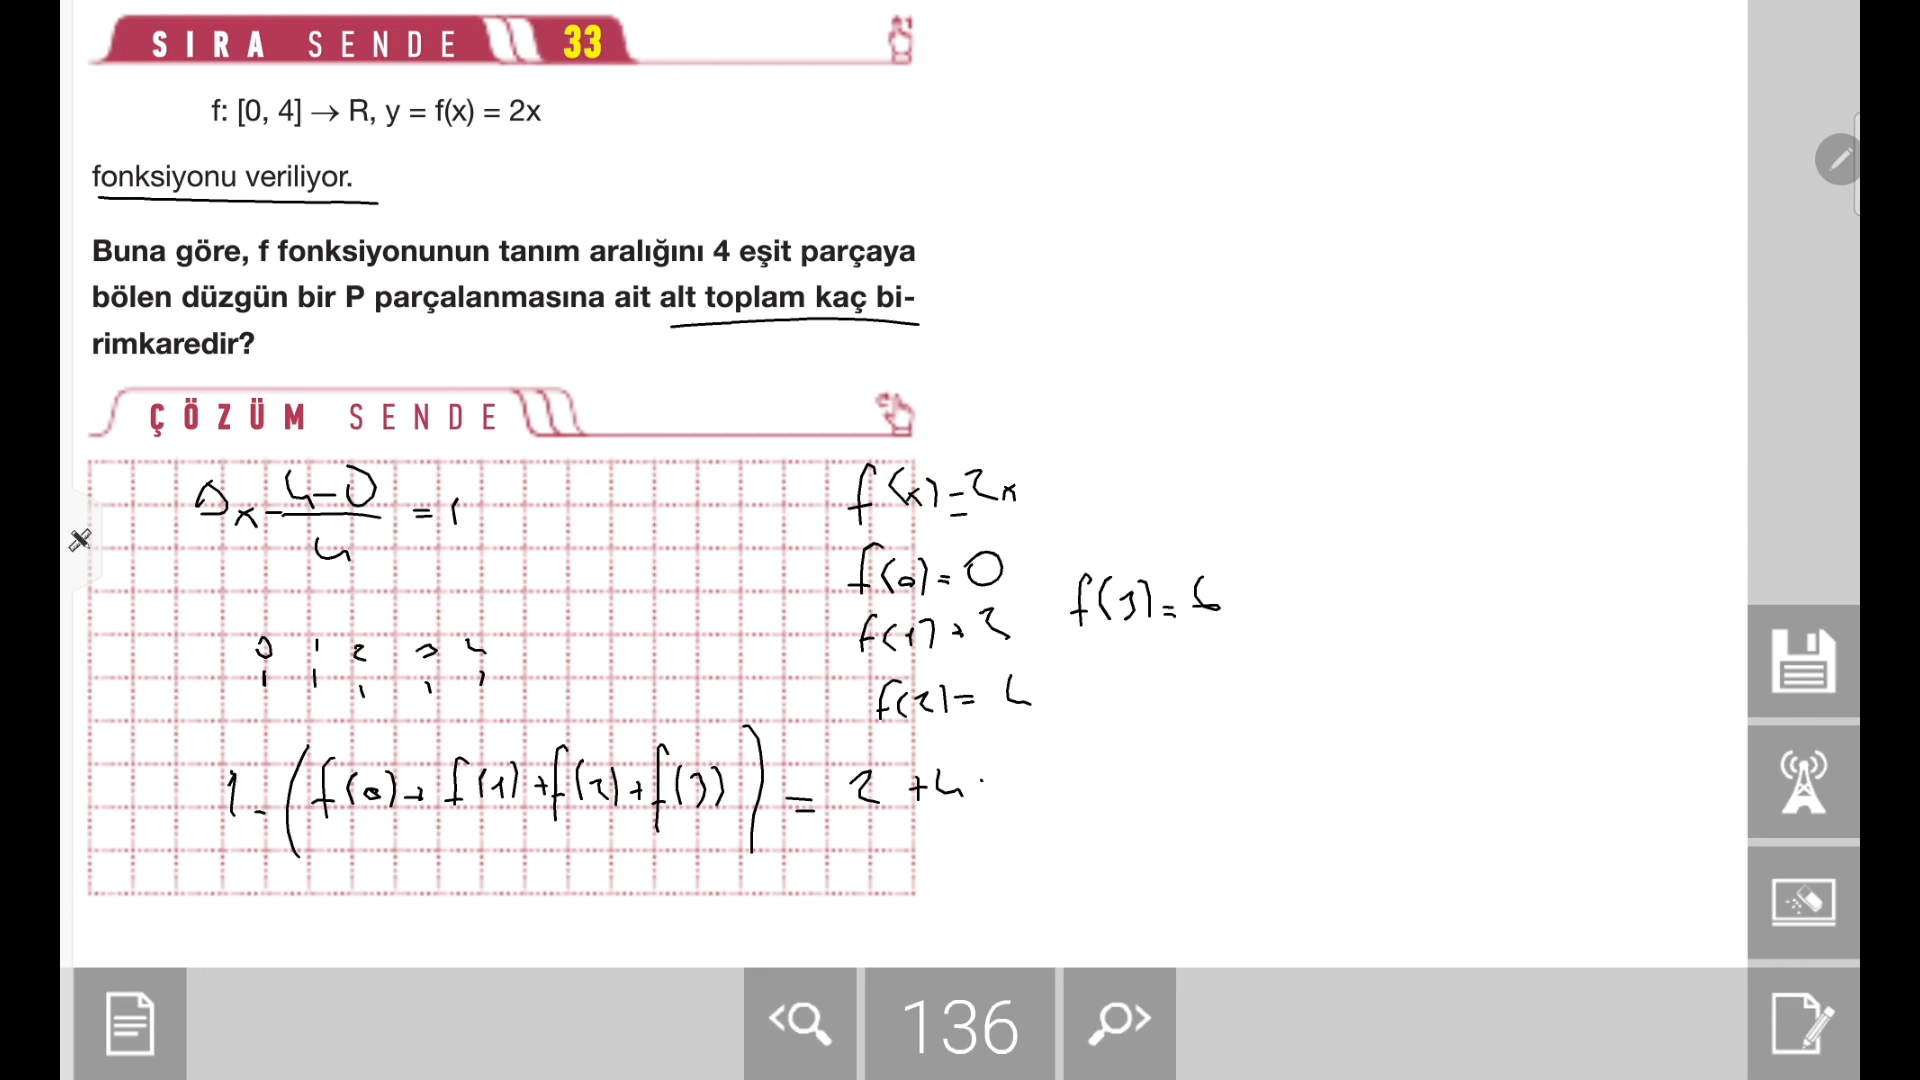 SIRA SENDE 33
f: [0, 4] → R, y = f(x) = 2x
fonksiyonu veriliyor.
Buna göre, f fonksiyonunun tanım aralığını 4 eşit parçaya
bölen düzgün bir P parçalanmasına ait alt toplam kaç bi-
rimkaredir?
ÇÖZÜM SENDE
Δx = 4-0 / 4 = 1
f(x) = 2x
f(0) = 0
f(3) = 6
f(1) = 2
0 1 2 3 4
f(2) = 4
1. (f(0) + f(1) + f(2) + f(3)) = 2 + 4
136